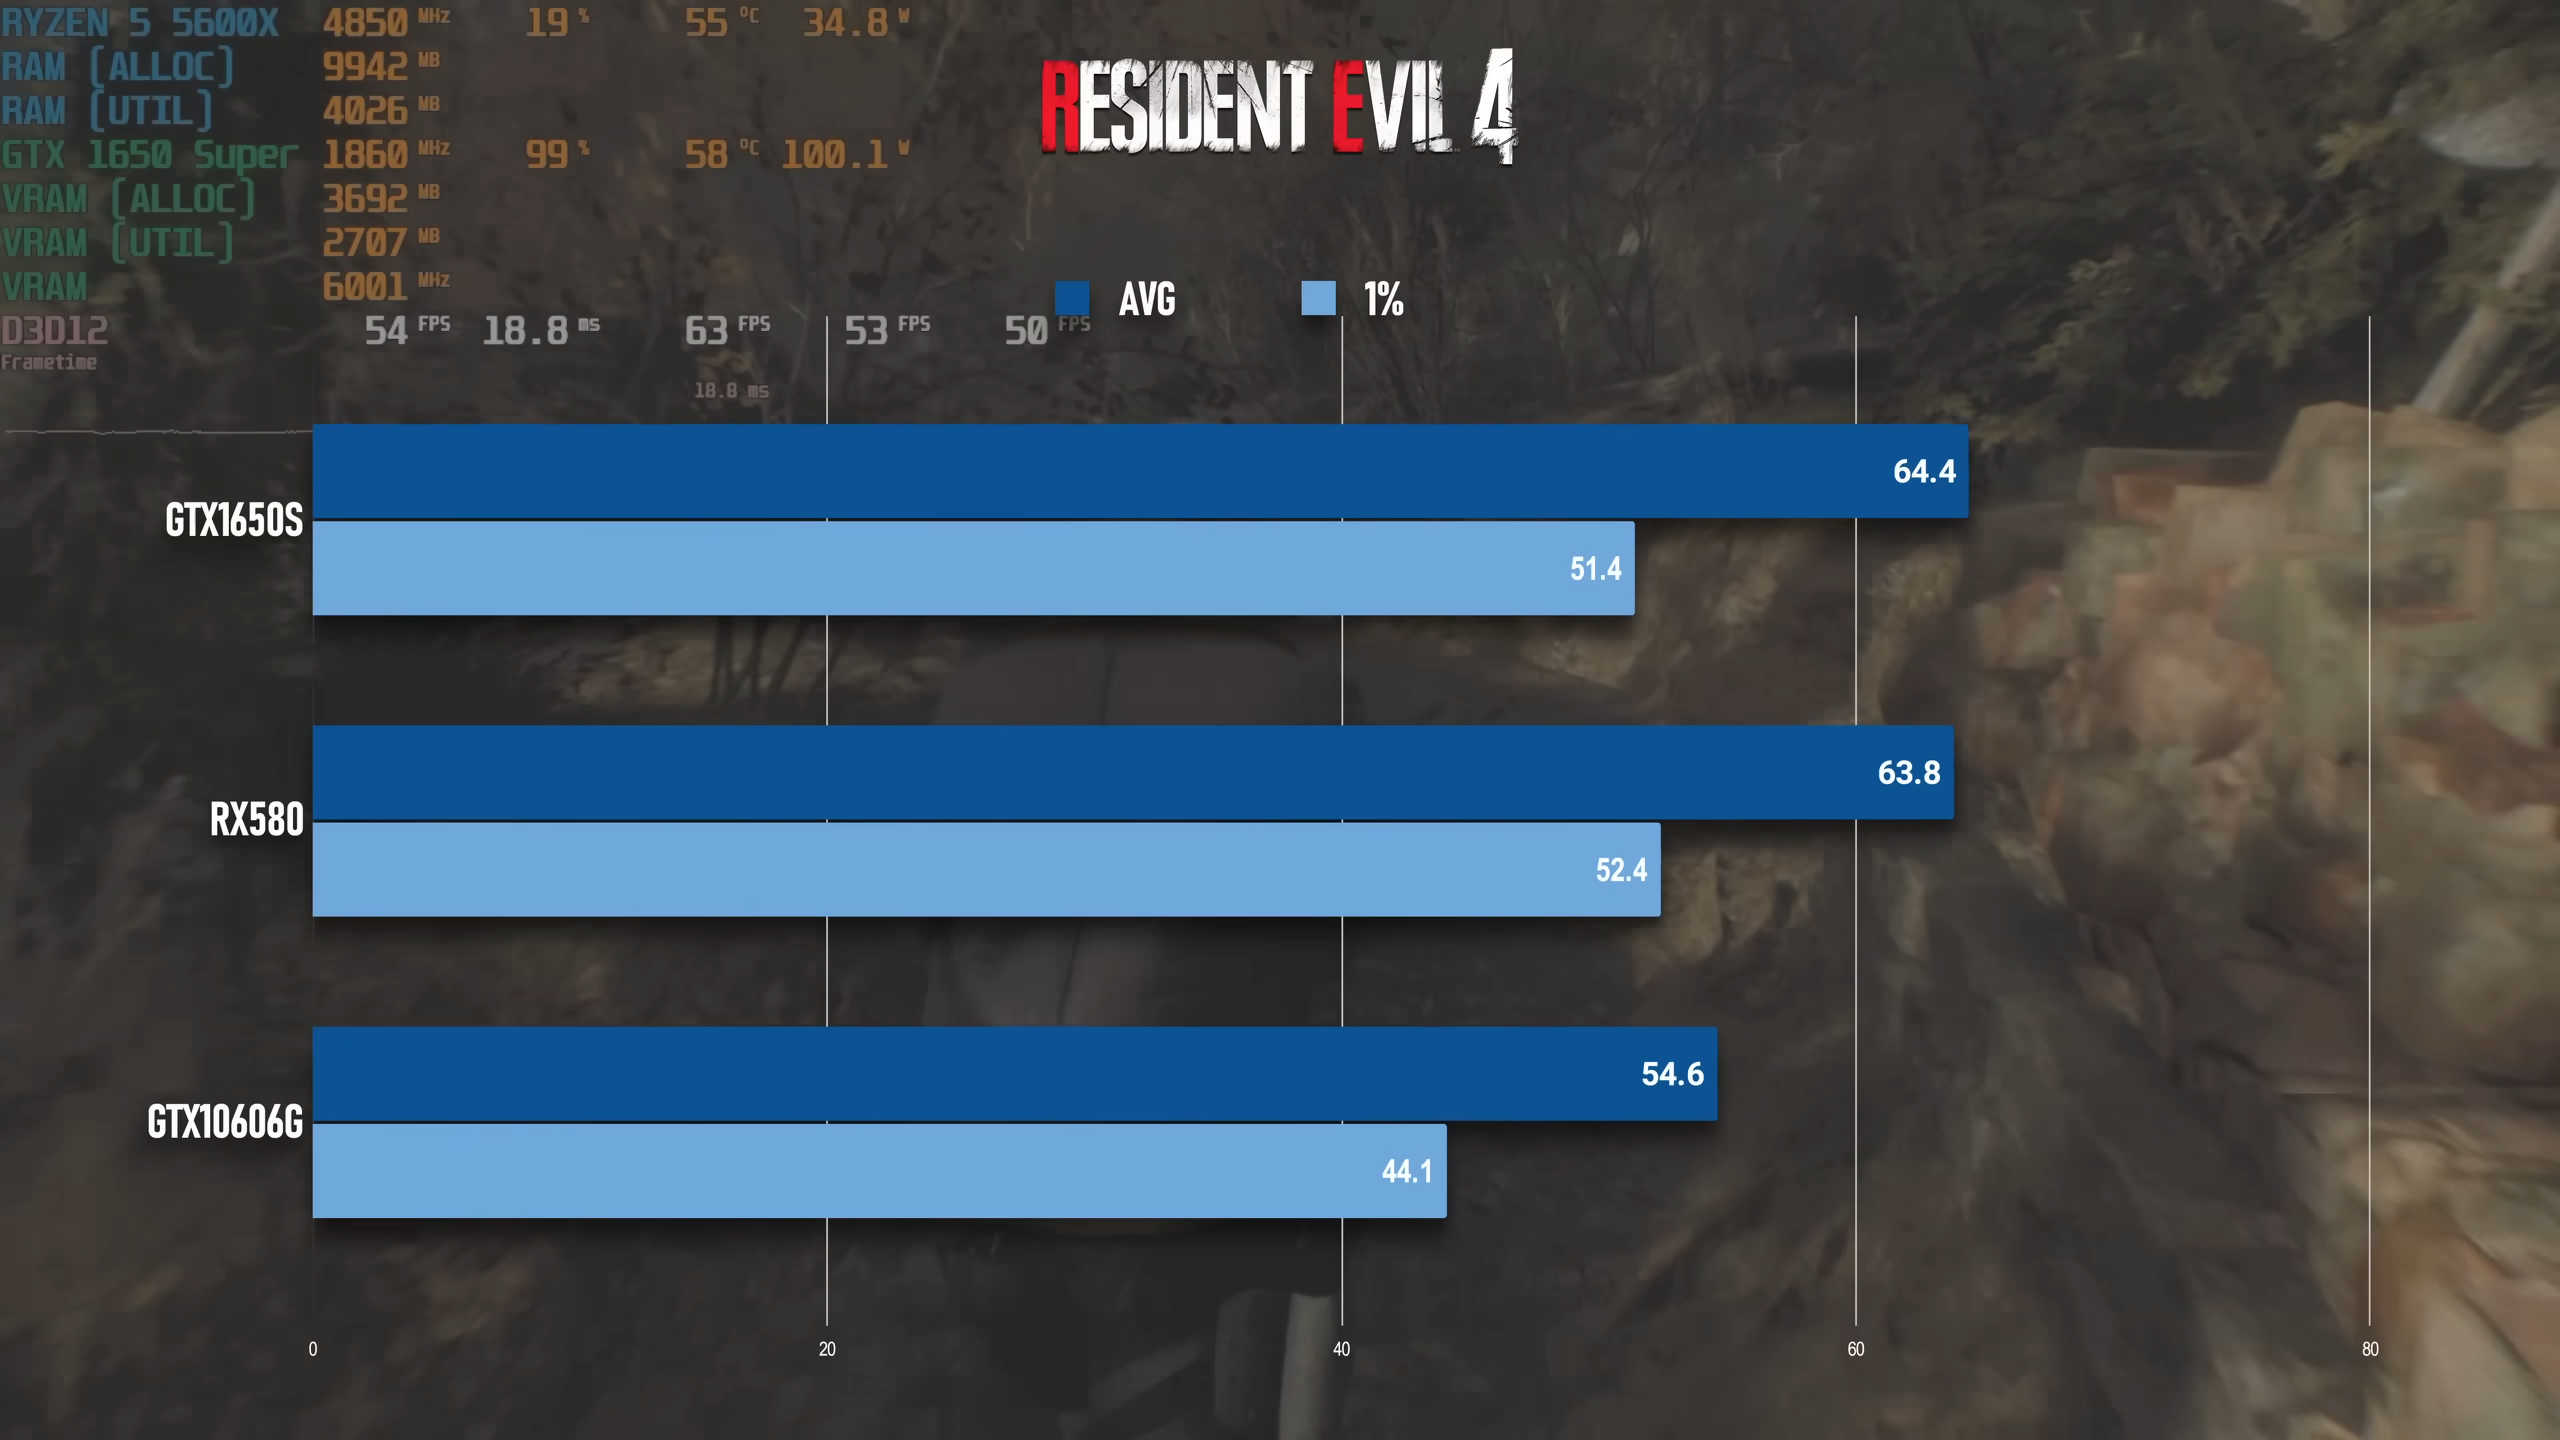 RYZEN 5 5600X 4850 MHz 19 % 55 °C 34.8 W
RAM (ALLOC) 9942 MB
RAM (UTIL) 4026 MB
GTX 1650 Super 1860 MHz 99 % 58 °C 100.1 W
VRAM (ALLOC) 3692 MB
VRAM (UTIL) 2707 MB
VRAM 6001 MHz
D3D12 54 FPS 18.8 ms 63 FPS 53 FPS 50 FPS
Frametime
18.8 ms
RESIDENT EVIL 4
AVG 1%
GTX1650S
64.4
51.4
RX580
63.8
52.4
GTX10606G
54.6
44.1
0 20 40 60 80